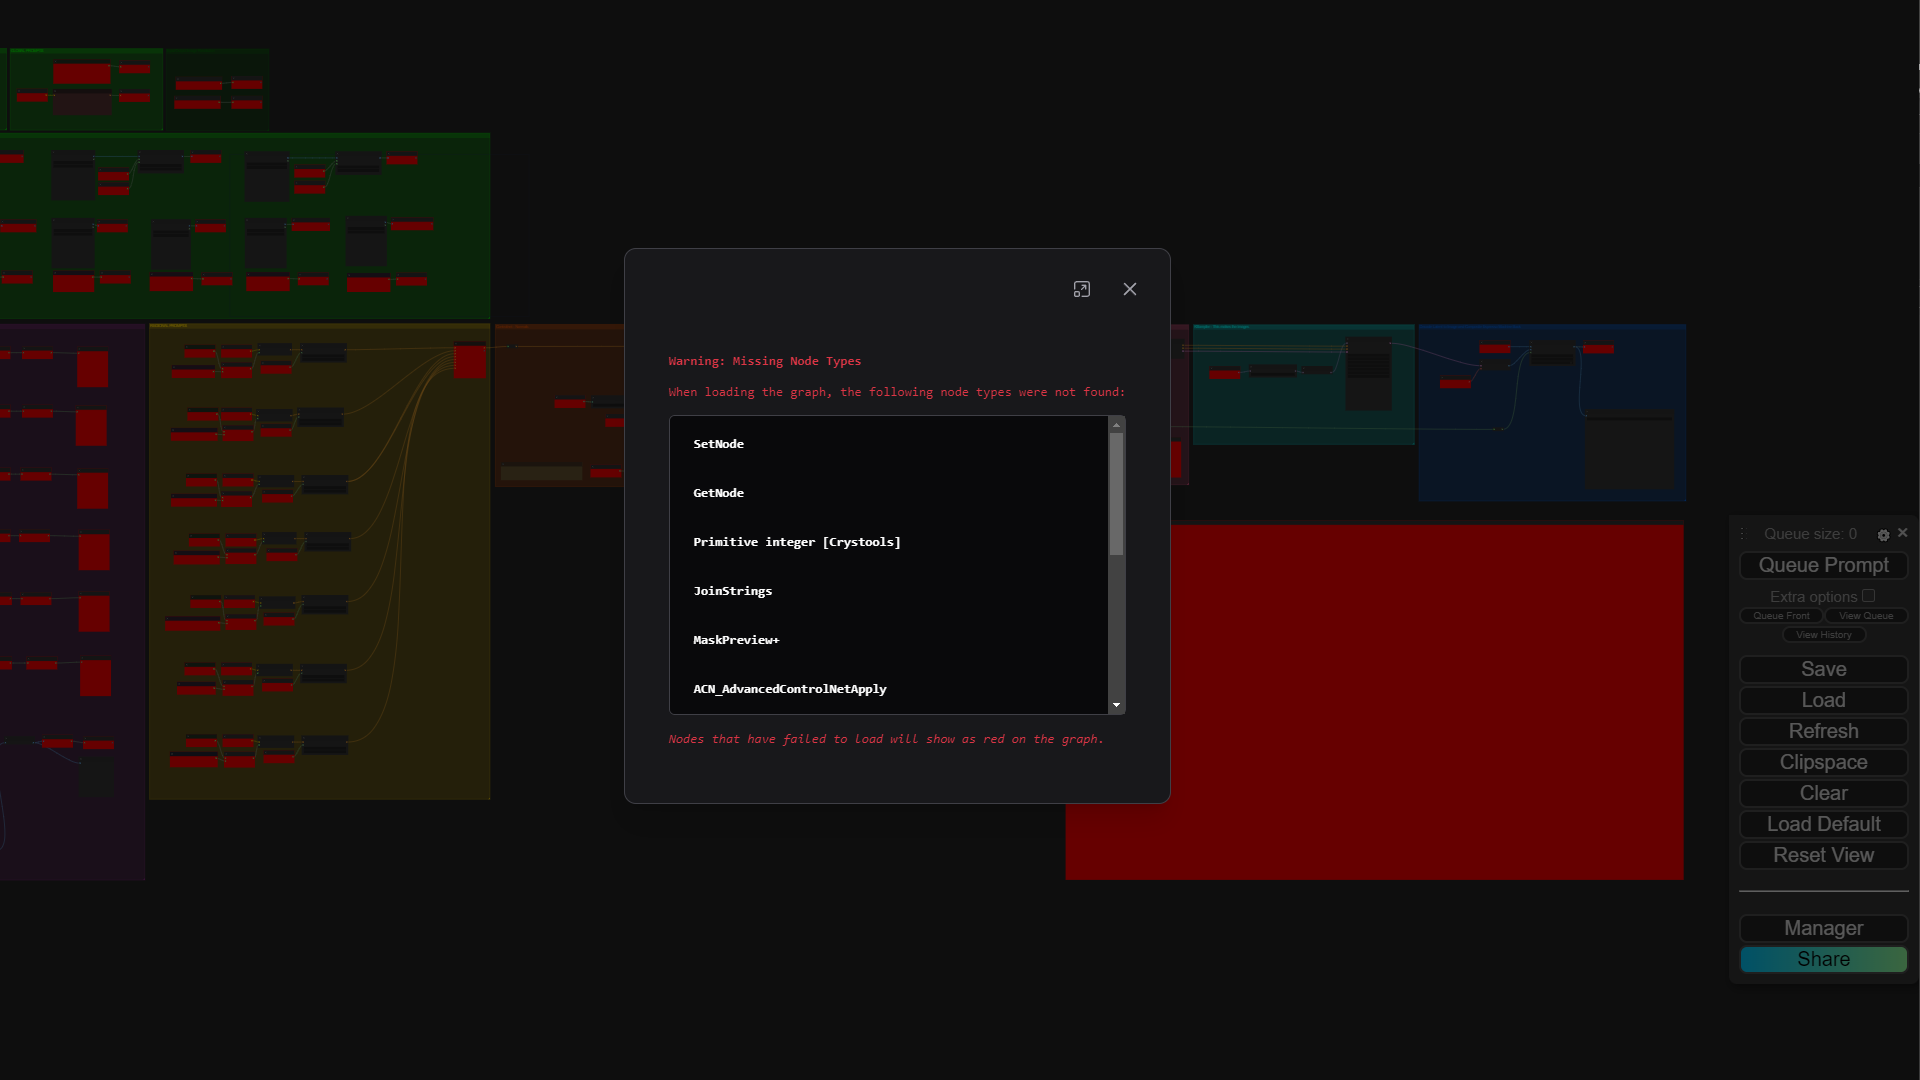 Warning: Missing Node Types
When loading the graph, the following node types were not found:
SetNode
GetNode
Primitive integer [Crystools]
JoinStrings
MaskPreview+
ACN_AdvancedControlNetApply
Nodes that have failed to load will show as red on the graph.
Queue size: 0
Queue Prompt
Extra options
Queue Front
View Queue
View History
Save
Load
Refresh
Clipspace
Clear
Load Default
Reset View
Manager
Share